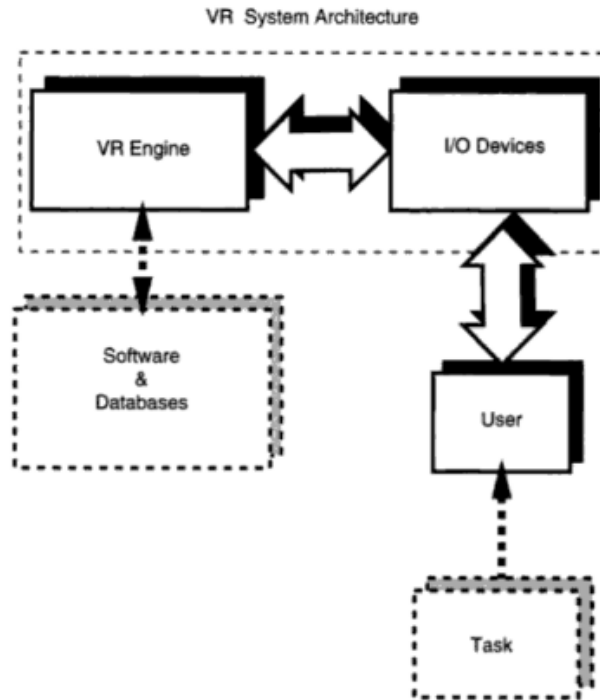 VR System Architecture
VR Engine
I/O Devices
Software
&
Databases
User
Task